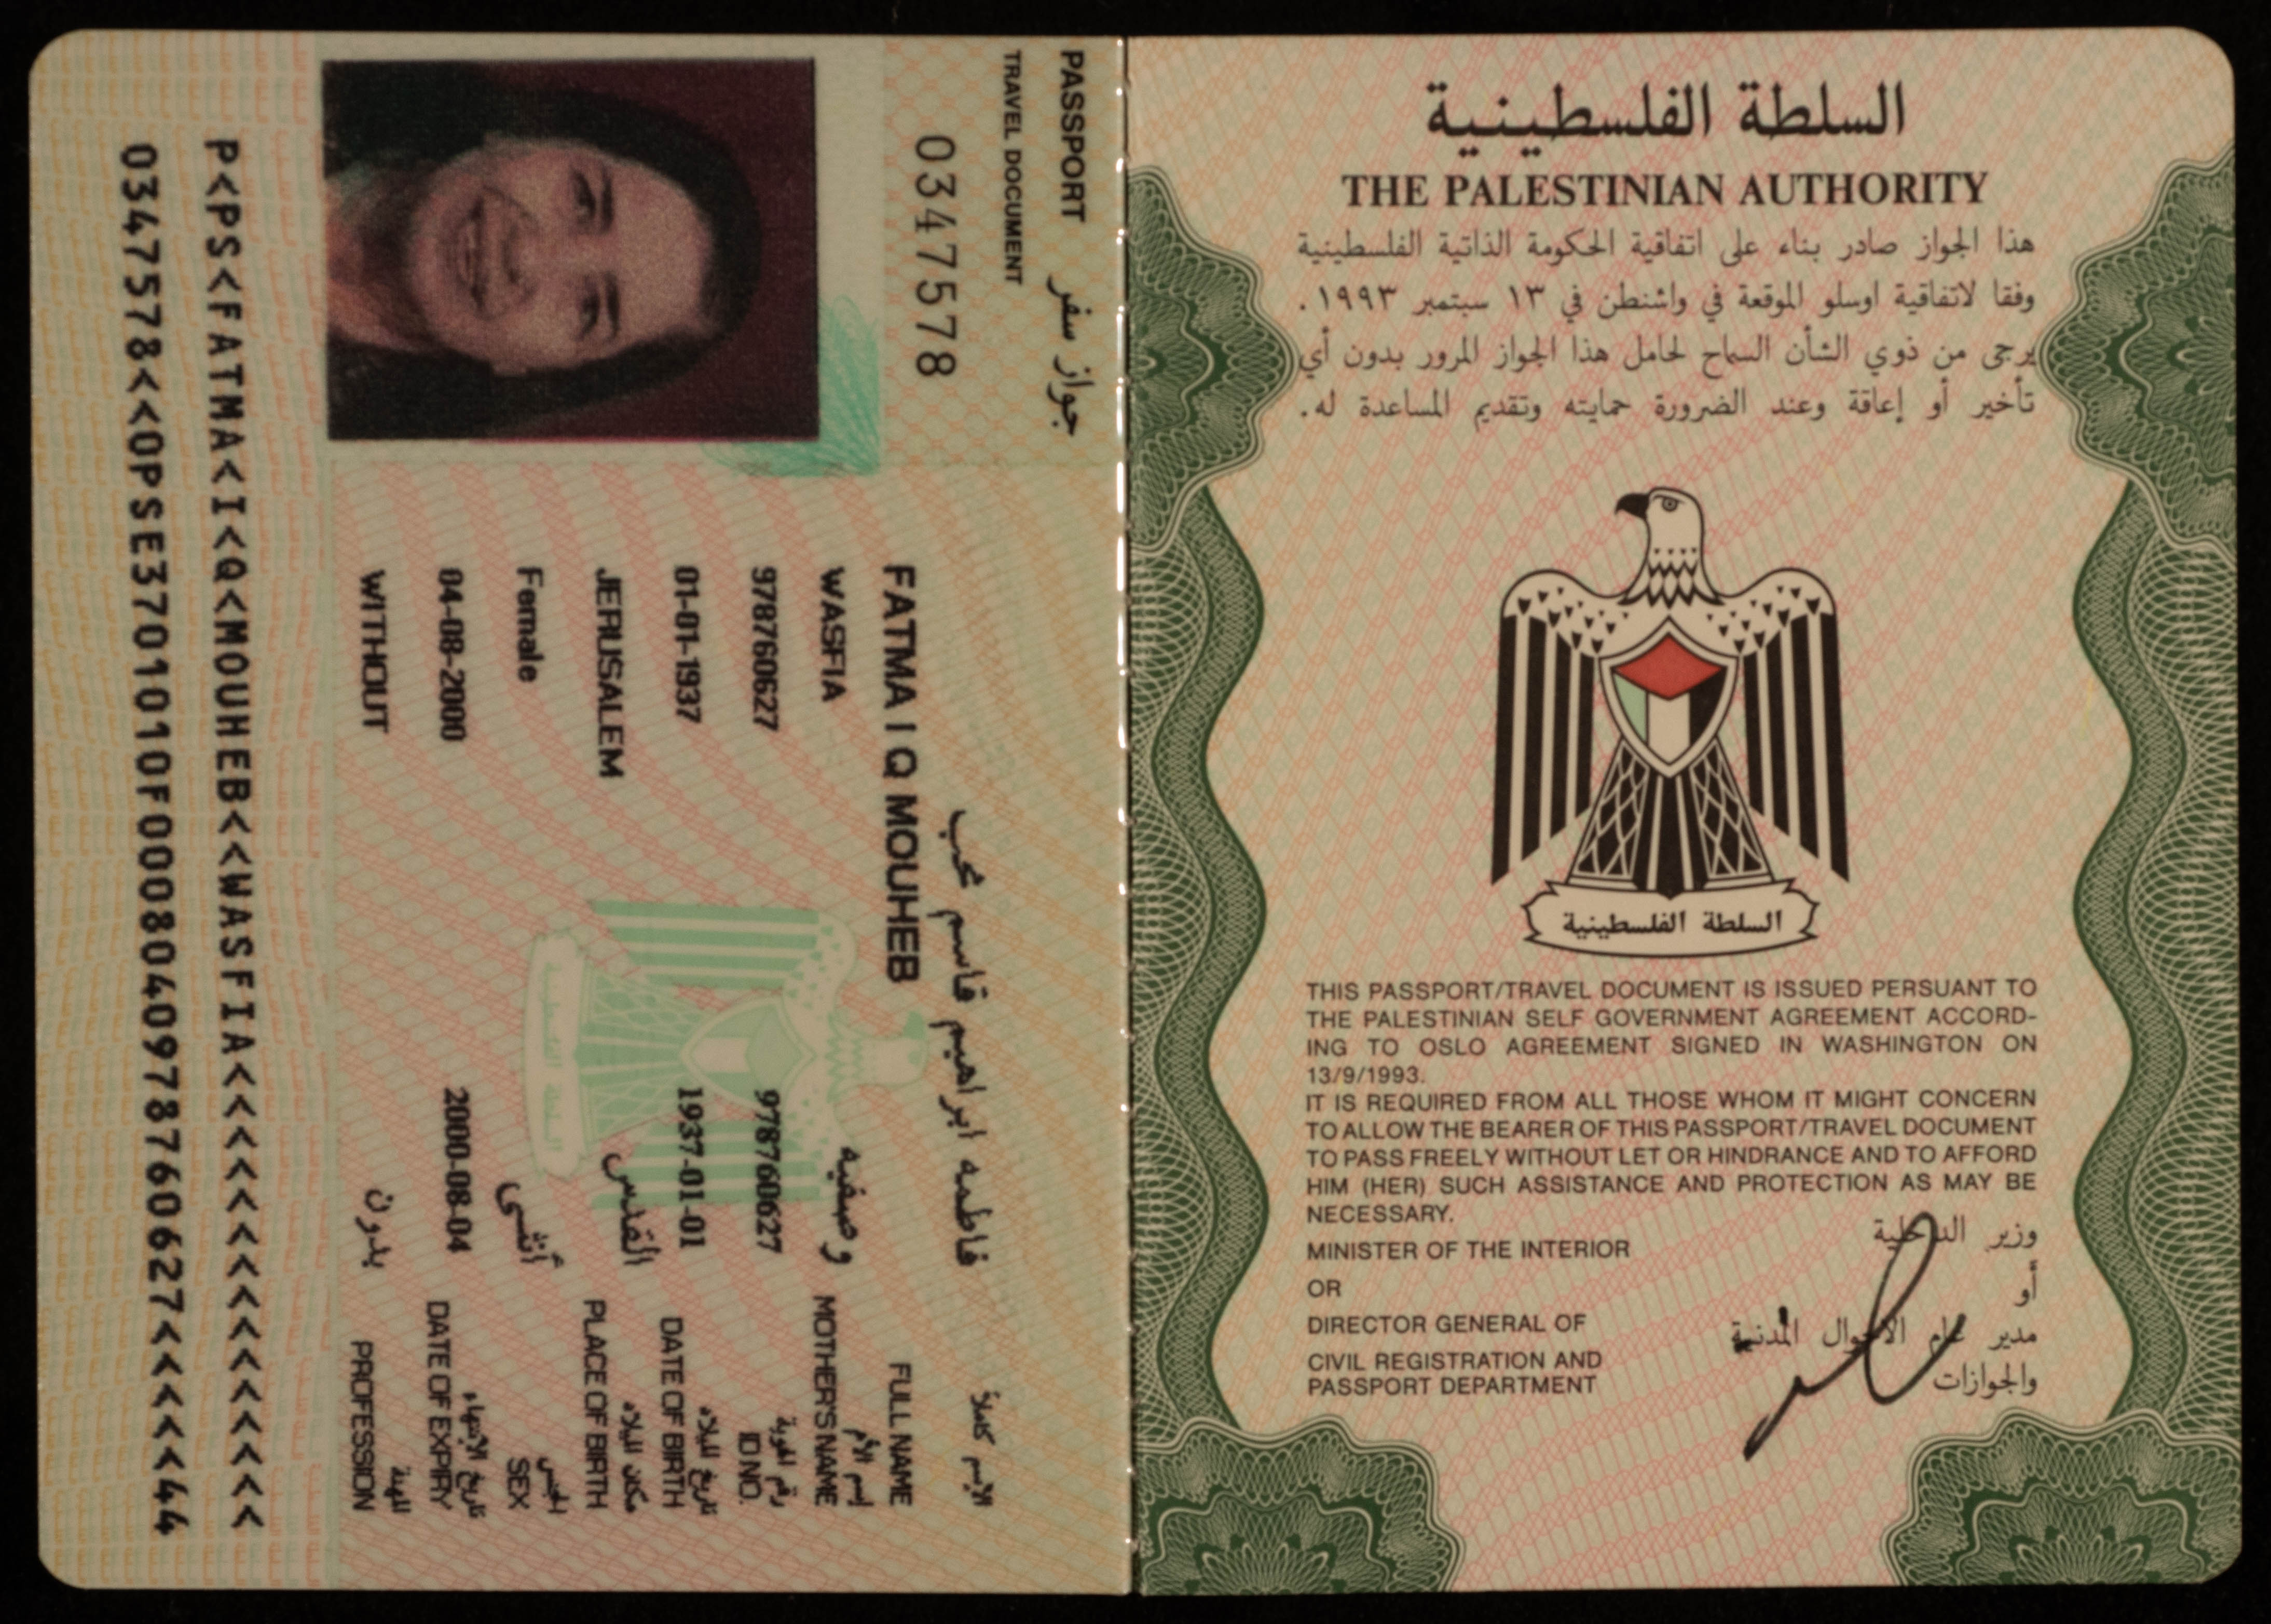 PASSPORT جواز سفر
TRAVEL DOCUMENT
0347578
فاطمه ابراهيم قاسم محب الإسم كاملاً
FATMA I Q MOUHEB FULL NAME
وصفيه إسم الأم
WASFIA MOTHER'S NAME
رقم الهوية
978760627 978760627 ID NO.
تاريخ الميلاد
01-01-1937 1937-01-01 DATE OF BIRTH
القدس مكان الميلاد
JERUSALEM PLACE OF BIRTH
أنثى الجنس
Female SEX
تاريخ الإنتهاء
04-08-2000 2000-08-04 DATE OF EXPIRY
بدون المهنة
WITHOUT PROFESSION
P<PS<FATMA<I<Q<MOUHEB<<WASFIA<<<<<<<<<<<<<<<
0347578<<0PSE3701010F0008040978760627<<<<<44
السلطة الفلسطينية
THE PALESTINIAN AUTHORITY
هذا الجواز صادر بناء على اتفاقية الحكومة الذاتية الفلسطينية
وفقا لاتفاقية اوسلو الموقعة في واشنطن في ١٣ سبتمبر ١٩٩٣.
يرجى من ذوي الشأن السماح لحامل هذا الجواز المرور بدون أي
تأخير أو إعاقة وعند الضرورة حمايته وتقديم المساعدة له.
السلطة الفلسطينية
THIS PASSPORT/TRAVEL DOCUMENT IS ISSUED PERSUANT TO
THE PALESTINIAN SELF GOVERNMENT AGREEMENT ACCORD-
ING TO OSLO AGREEMENT SIGNED IN WASHINGTON ON
13/9/1993.
IT IS REQUIRED FROM ALL THOSE WHOM IT MIGHT CONCERN
TO ALLOW THE BEARER OF THIS PASSPORT/TRAVEL DOCUMENT
TO PASS FREELY WITHOUT LET OR HINDRANCE AND TO AFFORD
HIM (HER) SUCH ASSISTANCE AND PROTECTION AS MAY BE
NECESSARY.
MINISTER OF THE INTERIOR وزير الداخلية
OR أو
DIRECTOR GENERAL OF مدير عام الأحوال المدنية
CIVIL REGISTRATION AND والجوازات
PASSPORT DEPARTMENT